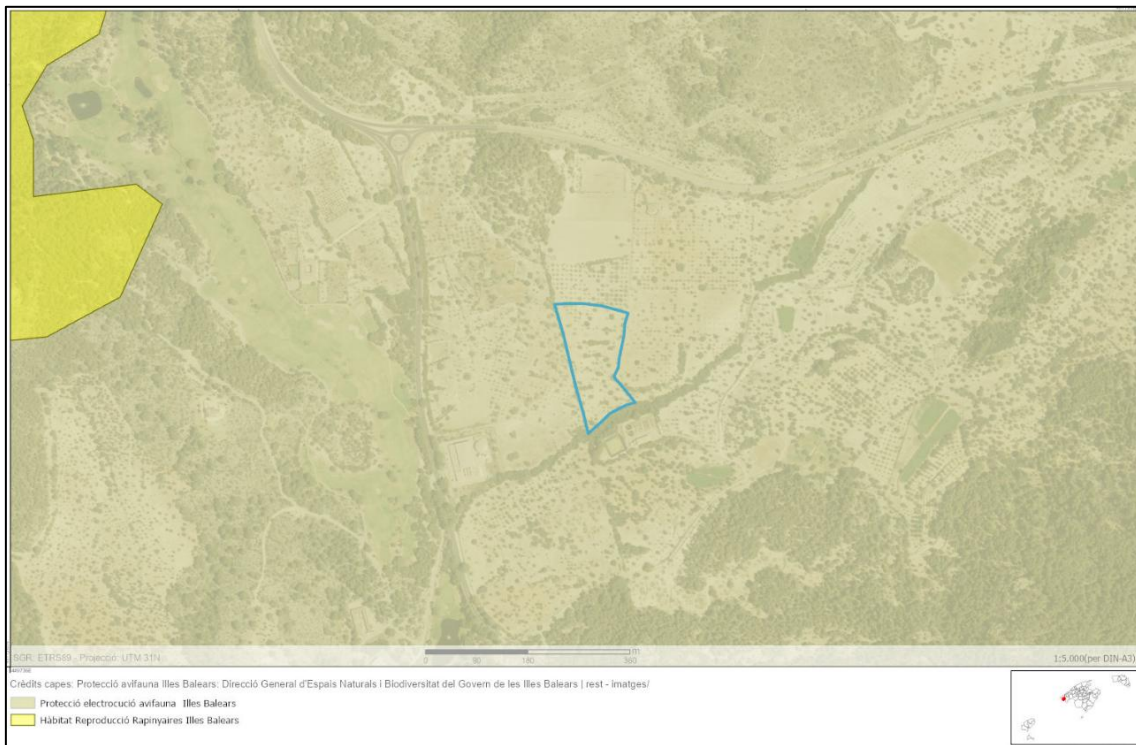 SGR: ETRS89 - Projecció: UTM 31N
m
0 90 180 360
1:5.000(per DIN-A3)
Crèdits capes: Protecció avifauna Illes Balears: Direcció General d'Espais Naturals i Biodiversitat del Govern de les Illes Balears | rest - imatges/
Protecció electrocució avifauna Illes Balears
Hàbitat Reproducció Rapinyaires Illes Balears